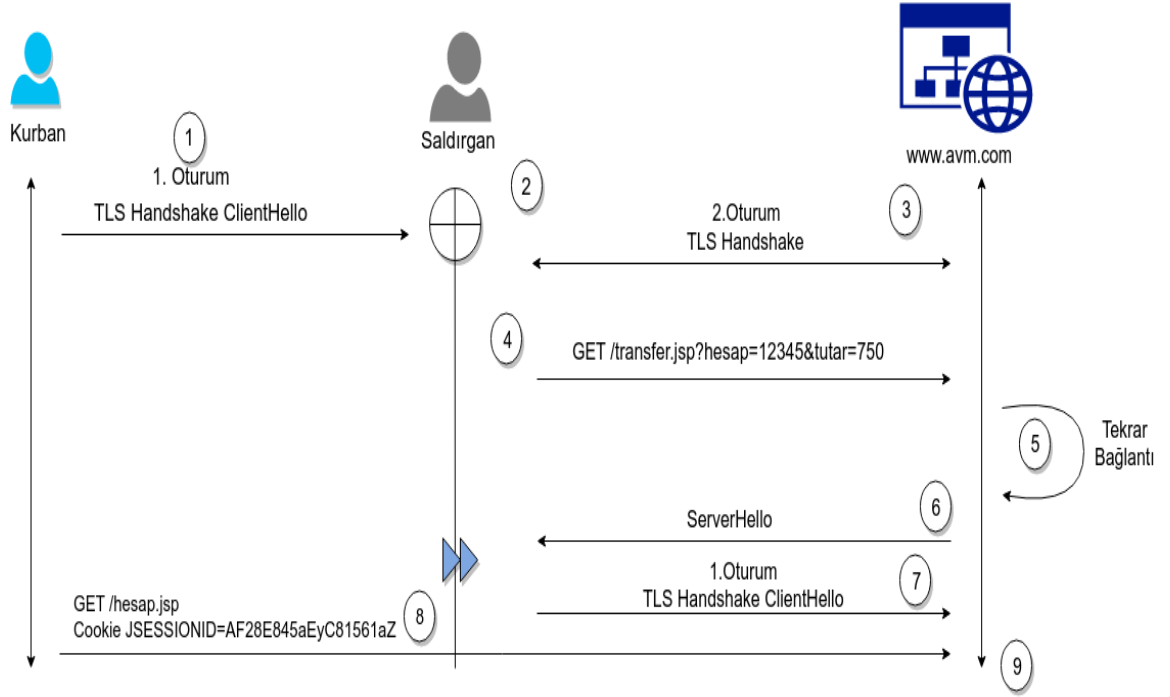 Kurban
Saldırgan
www.avm.com
1
1. Oturum
TLS Handshake ClientHello
2
3
2.Oturum
TLS Handshake
4
GET /transfer.jsp?hesap=12345&tutar=750
5
Tekrar
Bağlantı
6
ServerHello
7
1.Oturum
TLS Handshake ClientHello
8
GET /hesap.jsp
Cookie JSESSIONID=AF28E845aEyC81561aZ
9